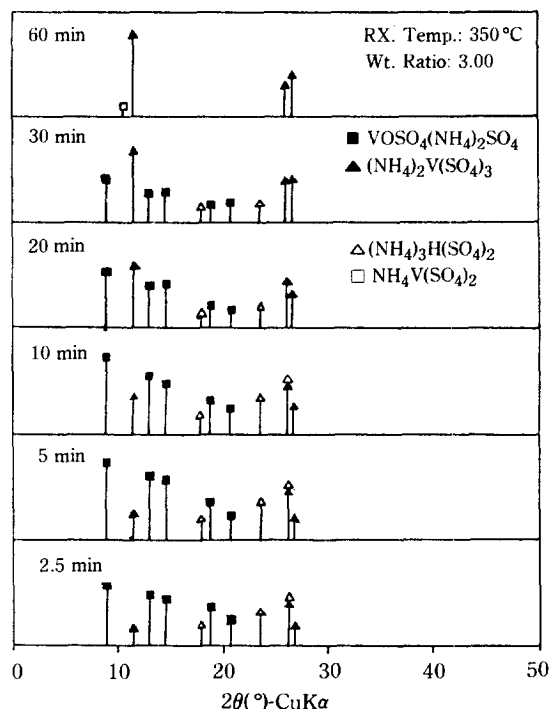 60 min
RX. Temp.: 350°C
Wt. Ratio: 3.00
30 min
■ VOSO₄(NH₄)₂SO₄
▲ (NH₄)₂V(SO₄)₃
20 min
△ (NH₄)₃H(SO₄)₂
□ NH₄V(SO₄)₂
10 min
5 min
2.5 min
0 10 20 30 40 50
2θ(°)-CuKα